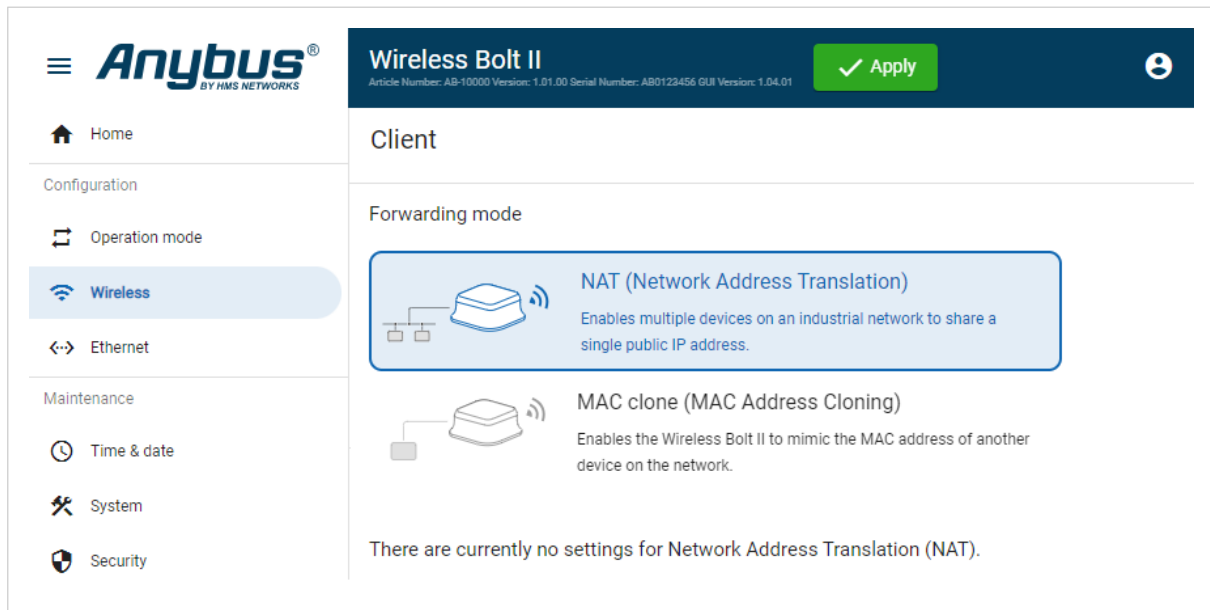 Anybus®
BY HMS NETWORKS
Wireless Bolt II
Article Number: AB-10000 Version: 1.01.00 Serial Number: AB0123456 GUI Version: 1.04.01
Apply
Home
Configuration
Operation mode
Wireless
Ethernet
Maintenance
Time & date
System
Security
Client
Forwarding mode
NAT (Network Address Translation)
Enables multiple devices on an industrial network to share a
single public IP address.
MAC clone (MAC Address Cloning)
Enables the Wireless Bolt II to mimic the MAC address of another
device on the network.
There are currently no settings for Network Address Translation (NAT).